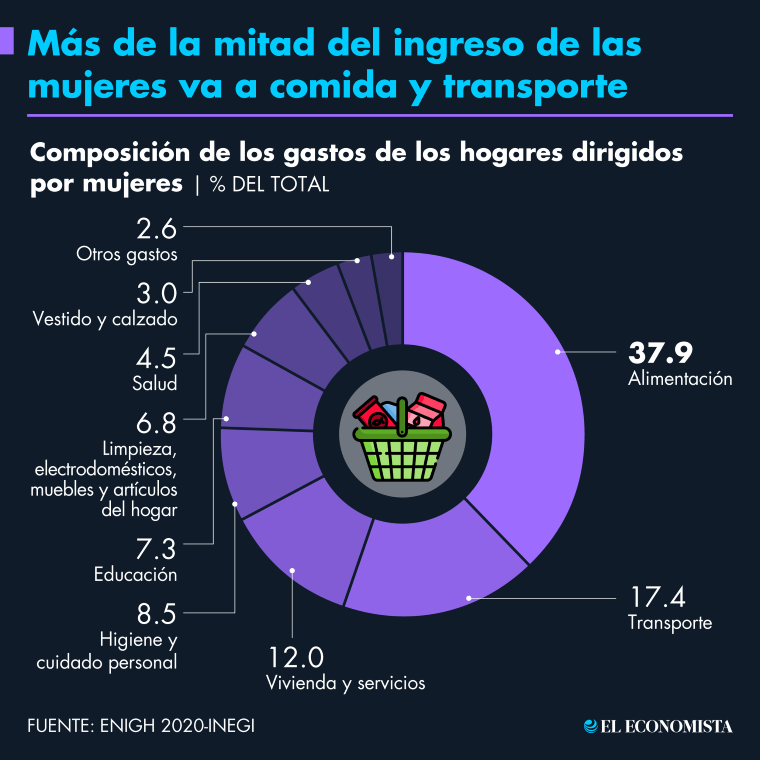 Más de la mitad del ingreso de las
mujeres va a comida y transporte
Composición de los gastos de los hogares dirigidos
por mujeres | % DEL TOTAL
2.6
Otros gastos
3.0
Vestido y calzado
4.5
Salud
6.8
Limpieza,
electrodomésticos,
muebles y artículos
del hogar
7.3
Educación
8.5
Higiene y
cuidado personal
12.0
Vivienda y servicios
37.9
Alimentación
17.4
Transporte
FUENTE: ENIGH 2020-INEGI
EL ECONOMISTA